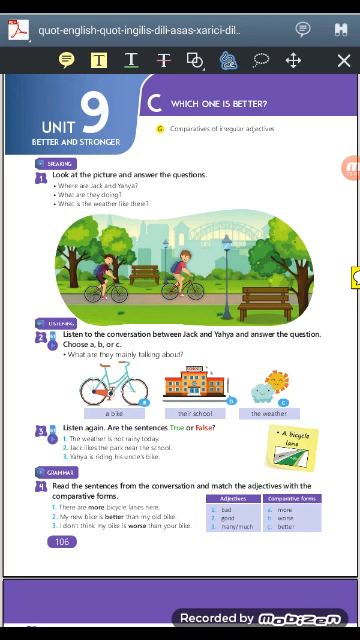 quot-english-quot-ingilis-dili-asas-xarici-dil..
UNIT 9
BETTER AND STRONGER
C WHICH ONE IS BETTER?
G Comparatives of irregular adjectives
SPEAKING
1 Look at the picture and answer the questions.
• Where are Jack and Yahya?
• What are they doing?
• What is the weather like there?
LISTENING
2 Listen to the conversation between Jack and Yahya and answer the question.
Choose a, b, or c.
• What are they mainly talking about?
a
b
c
a bike
their school
the weather
3 Listen again. Are the sentences True or False?
1. The weather is not rainy today.
2. Jack likes the park near the school.
3. Yahya is riding his uncle's bike.
• A bicycle
lane
GRAMMAR
4 Read the sentences from the conversation and match the adjectives with the
comparative forms.
1. There are more bicycle lanes here.
2. My new bike is better than my old bike.
3. I don't think my bike is worse than your bike.
Adjectives Comparative forms
1. bad a. more
2. good b. worse
3. many/much c. better
106
Recorded by Mobizen